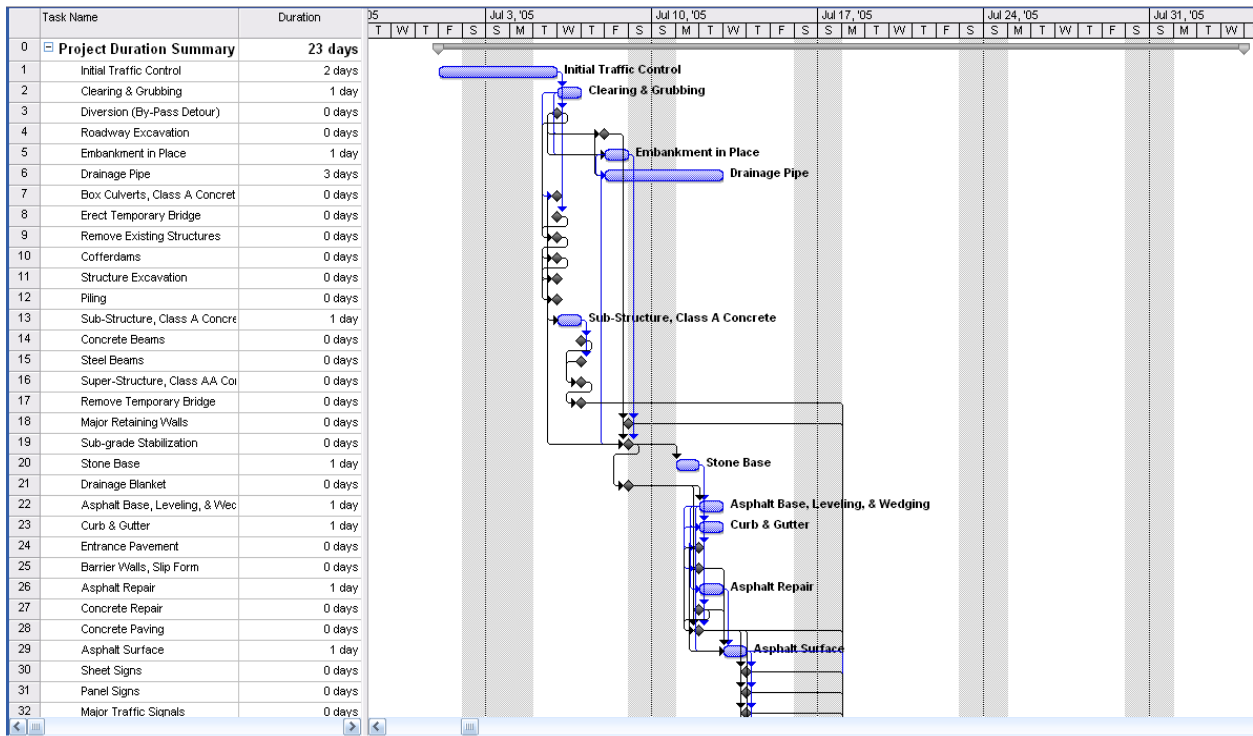 Task Name Duration 05 Jul 3, '05 Jul 10, '05 Jul 17, '05 Jul 24, '05 Jul 31, '05
T W T F S S M T W T F S S M T W T F S S M T W T F S S M T W T F S S M T W
0 Project Duration Summary 23 days
1 Initial Traffic Control 2 days Initial Traffic Control
2 Clearing & Grubbing 1 day Clearing & Grubbing
3 Diversion (By-Pass Detour) 0 days
4 Roadway Excavation 0 days
5 Embankment in Place 1 day Embankment in Place
6 Drainage Pipe 3 days Drainage Pipe
7 Box Culverts, Class A Concret 0 days
8 Erect Temporary Bridge 0 days
9 Remove Existing Structures 0 days
10 Cofferdams 0 days
11 Structure Excavation 0 days
12 Piling 0 days
13 Sub-Structure, Class A Concre 1 day Sub-Structure, Class A Concrete
14 Concrete Beams 0 days
15 Steel Beams 0 days
16 Super-Structure, Class AA Co 0 days
17 Remove Temporary Bridge 0 days
18 Major Retaining Walls 0 days
19 Sub-grade Stabilization 0 days
20 Stone Base 1 day Stone Base
21 Drainage Blanket 0 days
22 Asphalt Base, Leveling, & Wec 1 day Asphalt Base, Leveling, & Wedging
23 Curb & Gutter 1 day Curb & Gutter
24 Entrance Pavement 0 days
25 Barrier Walls, Slip Form 0 days
26 Asphalt Repair 1 day Asphalt Repair
27 Concrete Repair 0 days
28 Concrete Paving 0 days
29 Asphalt Surface 1 day Asphalt Surface
30 Sheet Signs 0 days
31 Panel Signs 0 days
32 Major Traffic Signals 0 days